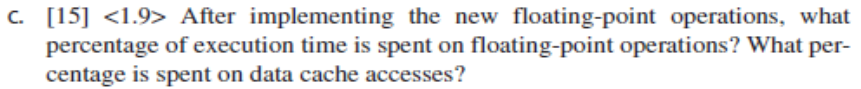 c. [15] <1.9> After implementing the new floating-point operations, what
percentage of execution time is spent on floating-point operations? What per-
centage is spent on data cache accesses?